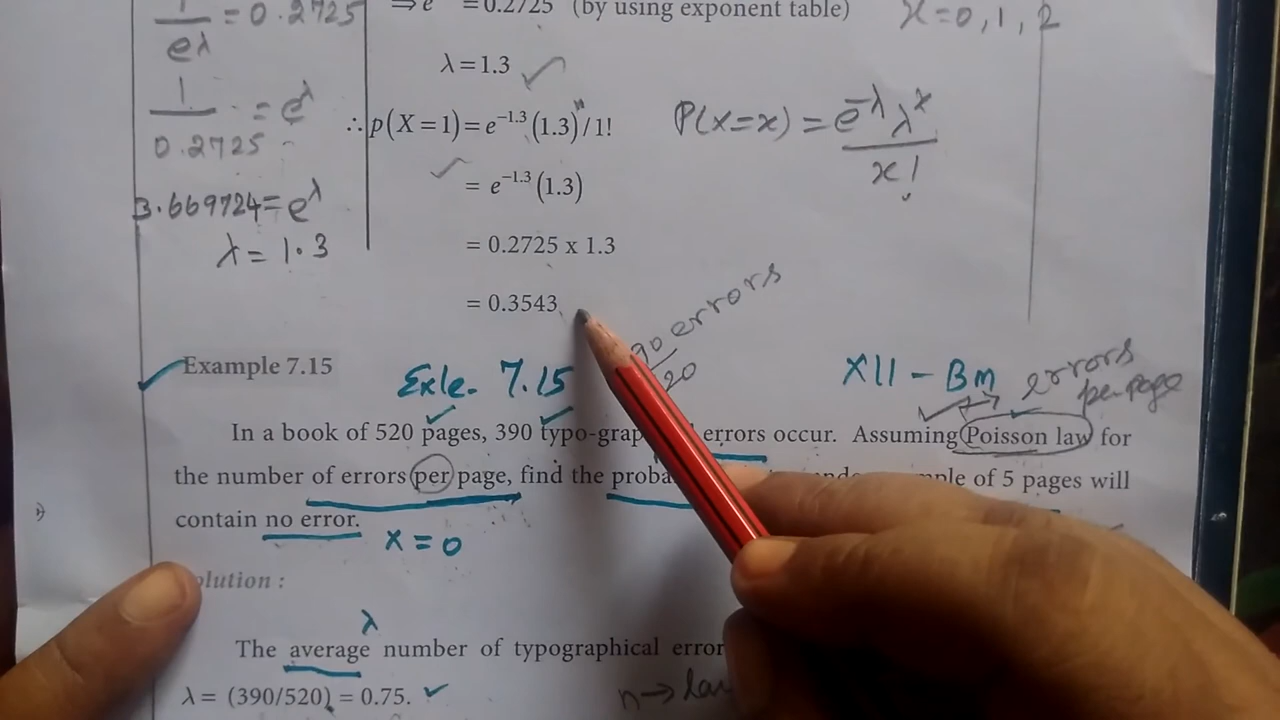 1/e^λ = 0.2725
⇒ e = 0.2725 (by using exponent table)
x = 0, 1, 2
λ = 1.3 ✓
1/0.2725 = e^λ
∴ p(X = 1) = e^−1.3 (1.3)^x / 1!
P(X=x) = e^−λ λ^x / x!
3.669724 = e^λ
= e^−1.3 (1.3)
λ = 1.3
= 0.2725 x 1.3
= 0.3543
90 errors
20
Example 7.15
Exle. 7.15
XII - BM
errors per page
In a book of 520 pages, 390 typo-grap errors occur. Assuming Poisson law for
the number of errors per page, find the proba of 5 pages will
contain no error.
x = 0
olution :
λ
The average number of typographical error
λ = (390/520) = 0.75. ✓
n →